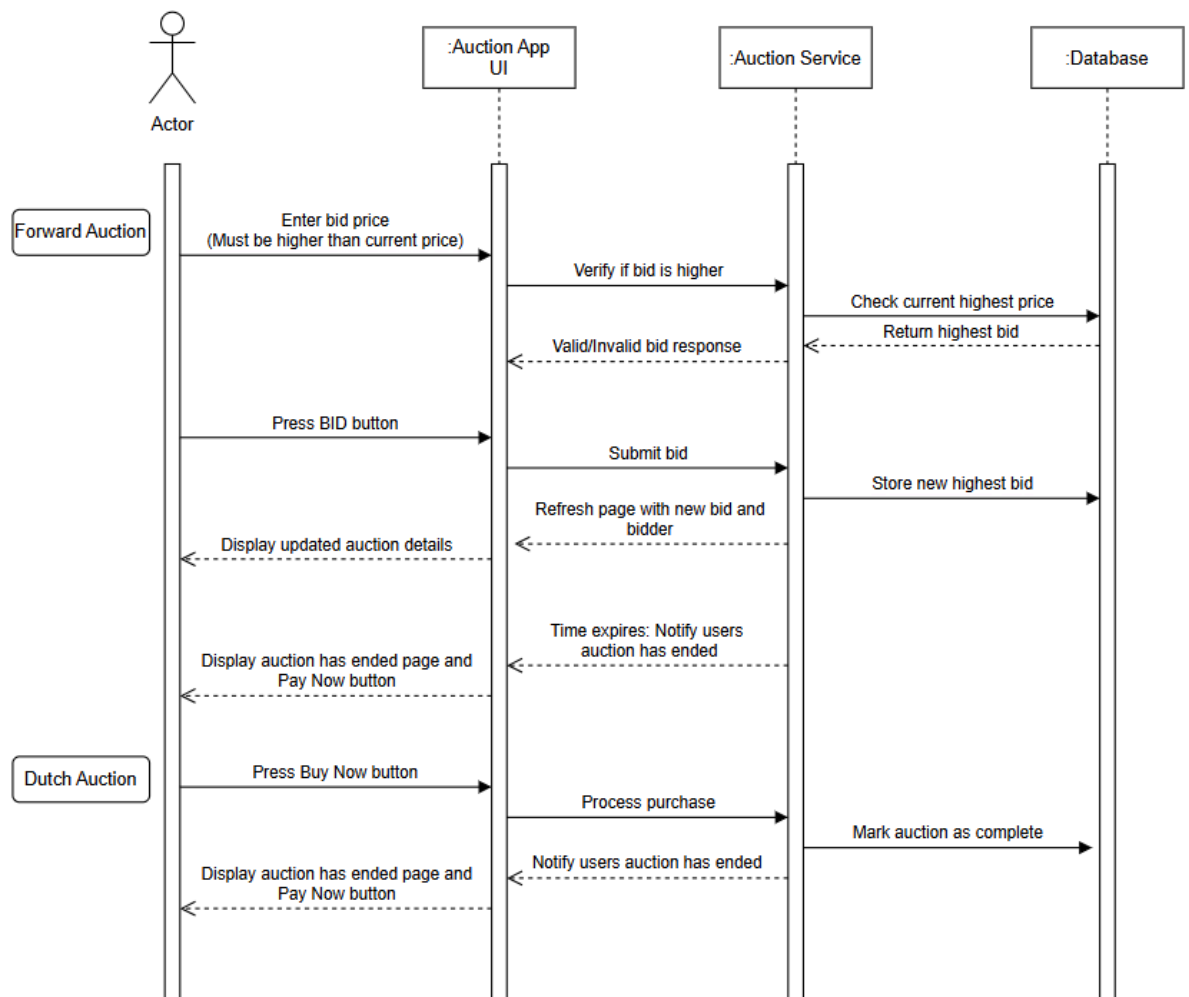 :Auction App
UI
:Auction Service
:Database
Actor
Forward Auction
Enter bid price
(Must be higher than current price)
Verify if bid is higher
Check current highest price
Return highest bid
Valid/Invalid bid response
Press BID button
Submit bid
Store new highest bid
Refresh page with new bid and
bidder
Display updated auction details
Time expires: Notify users
auction has ended
Display auction has ended page and
Pay Now button
Dutch Auction
Press Buy Now button
Process purchase
Mark auction as complete
Notify users auction has ended
Display auction has ended page and
Pay Now button